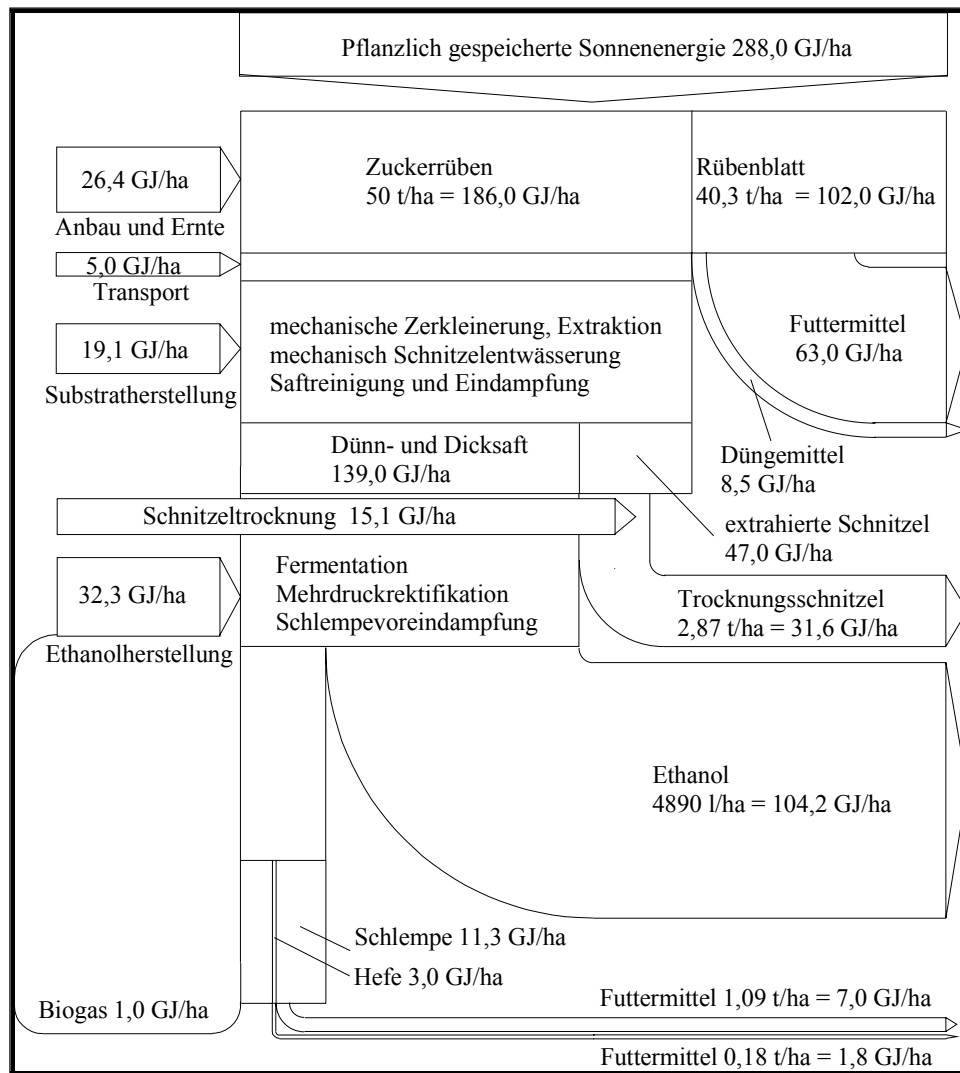 Pflanzlich gespeicherte Sonnenenergie 288,0 GJ/ha
Zuckerrüben
50 t/ha = 186,0 GJ/ha
Rübenblatt
40,3 t/ha = 102,0 GJ/ha
26,4 GJ/ha
Anbau und Ernte
5,0 GJ/ha
Transport
19,1 GJ/ha
Substratherstellung
mechanische Zerkleinerung, Extraktion
mechanisch Schnitzelentwässerung
Saftreinigung und Eindampfung
Futtermittel
63,0 GJ/ha
Dünn- und Dicksaft
139,0 GJ/ha
Düngemittel
8,5 GJ/ha
Schnitzeltrocknung 15,1 GJ/ha
extrahierte Schnitzel
47,0 GJ/ha
32,3 GJ/ha
Ethanolherstellung
Fermentation
Mehrdruckrektifikation
Schlempevoreindampfung
Trocknungsschnitzel
2,87 t/ha = 31,6 GJ/ha
Ethanol
4890 l/ha = 104,2 GJ/ha
Schlempe 11,3 GJ/ha
Hefe 3,0 GJ/ha
Biogas 1,0 GJ/ha
Futtermittel 1,09 t/ha = 7,0 GJ/ha
Futtermittel 0,18 t/ha = 1,8 GJ/ha